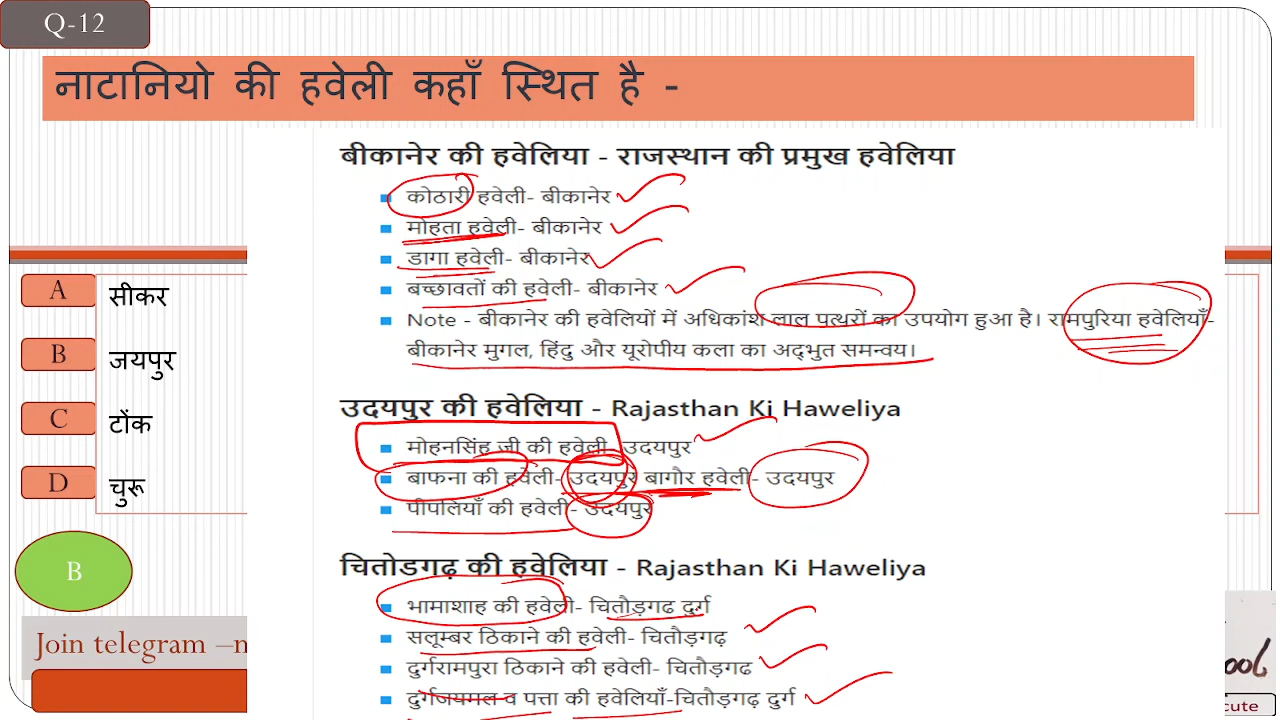 Q-12
नाटानियो की हवेली कहाँ स्थित है -
बीकानेर की हवेलिया - राजस्थान की प्रमुख हवेलिया
कोठारी हवेली- बीकानेर
मोहता हवेली- बीकानेर
डागा हवेली- बीकानेर
बच्छावतों की हवेली- बीकानेर
Note - बीकानेर की हवेलियों में अधिकांश लाल पत्थरों का उपयोग हुआ है। रामपुरिया हवेलियाँ-
बीकानेर मुगल, हिंदु और यूरोपीय कला का अद्भुत समन्वय।
उदयपुर की हवेलिया - Rajasthan Ki Haweliya
मोहनसिंह जी की हवेली- उदयपुर
बाफना की हवेली- उदयपुर बागौर हवेली- उदयपुर
पीपलियाँ की हवेली- उदयपुर
चितोडगढ़ की हवेलिया - Rajasthan Ki Haweliya
भामाशाह की हवेली- चितौड़गढ दुर्ग
सलूम्बर ठिकाने की हवेली- चितौड़गढ़
दुर्गरामपुरा ठिकाने की हवेली- चितौड़गढ
दुर्गजयमल व पत्ता की हवेलियाँ-चितौड़गढ़ दुर्ग
A सीकर
B जयपुर
C टोंक
D चुरू
B
Join telegram –